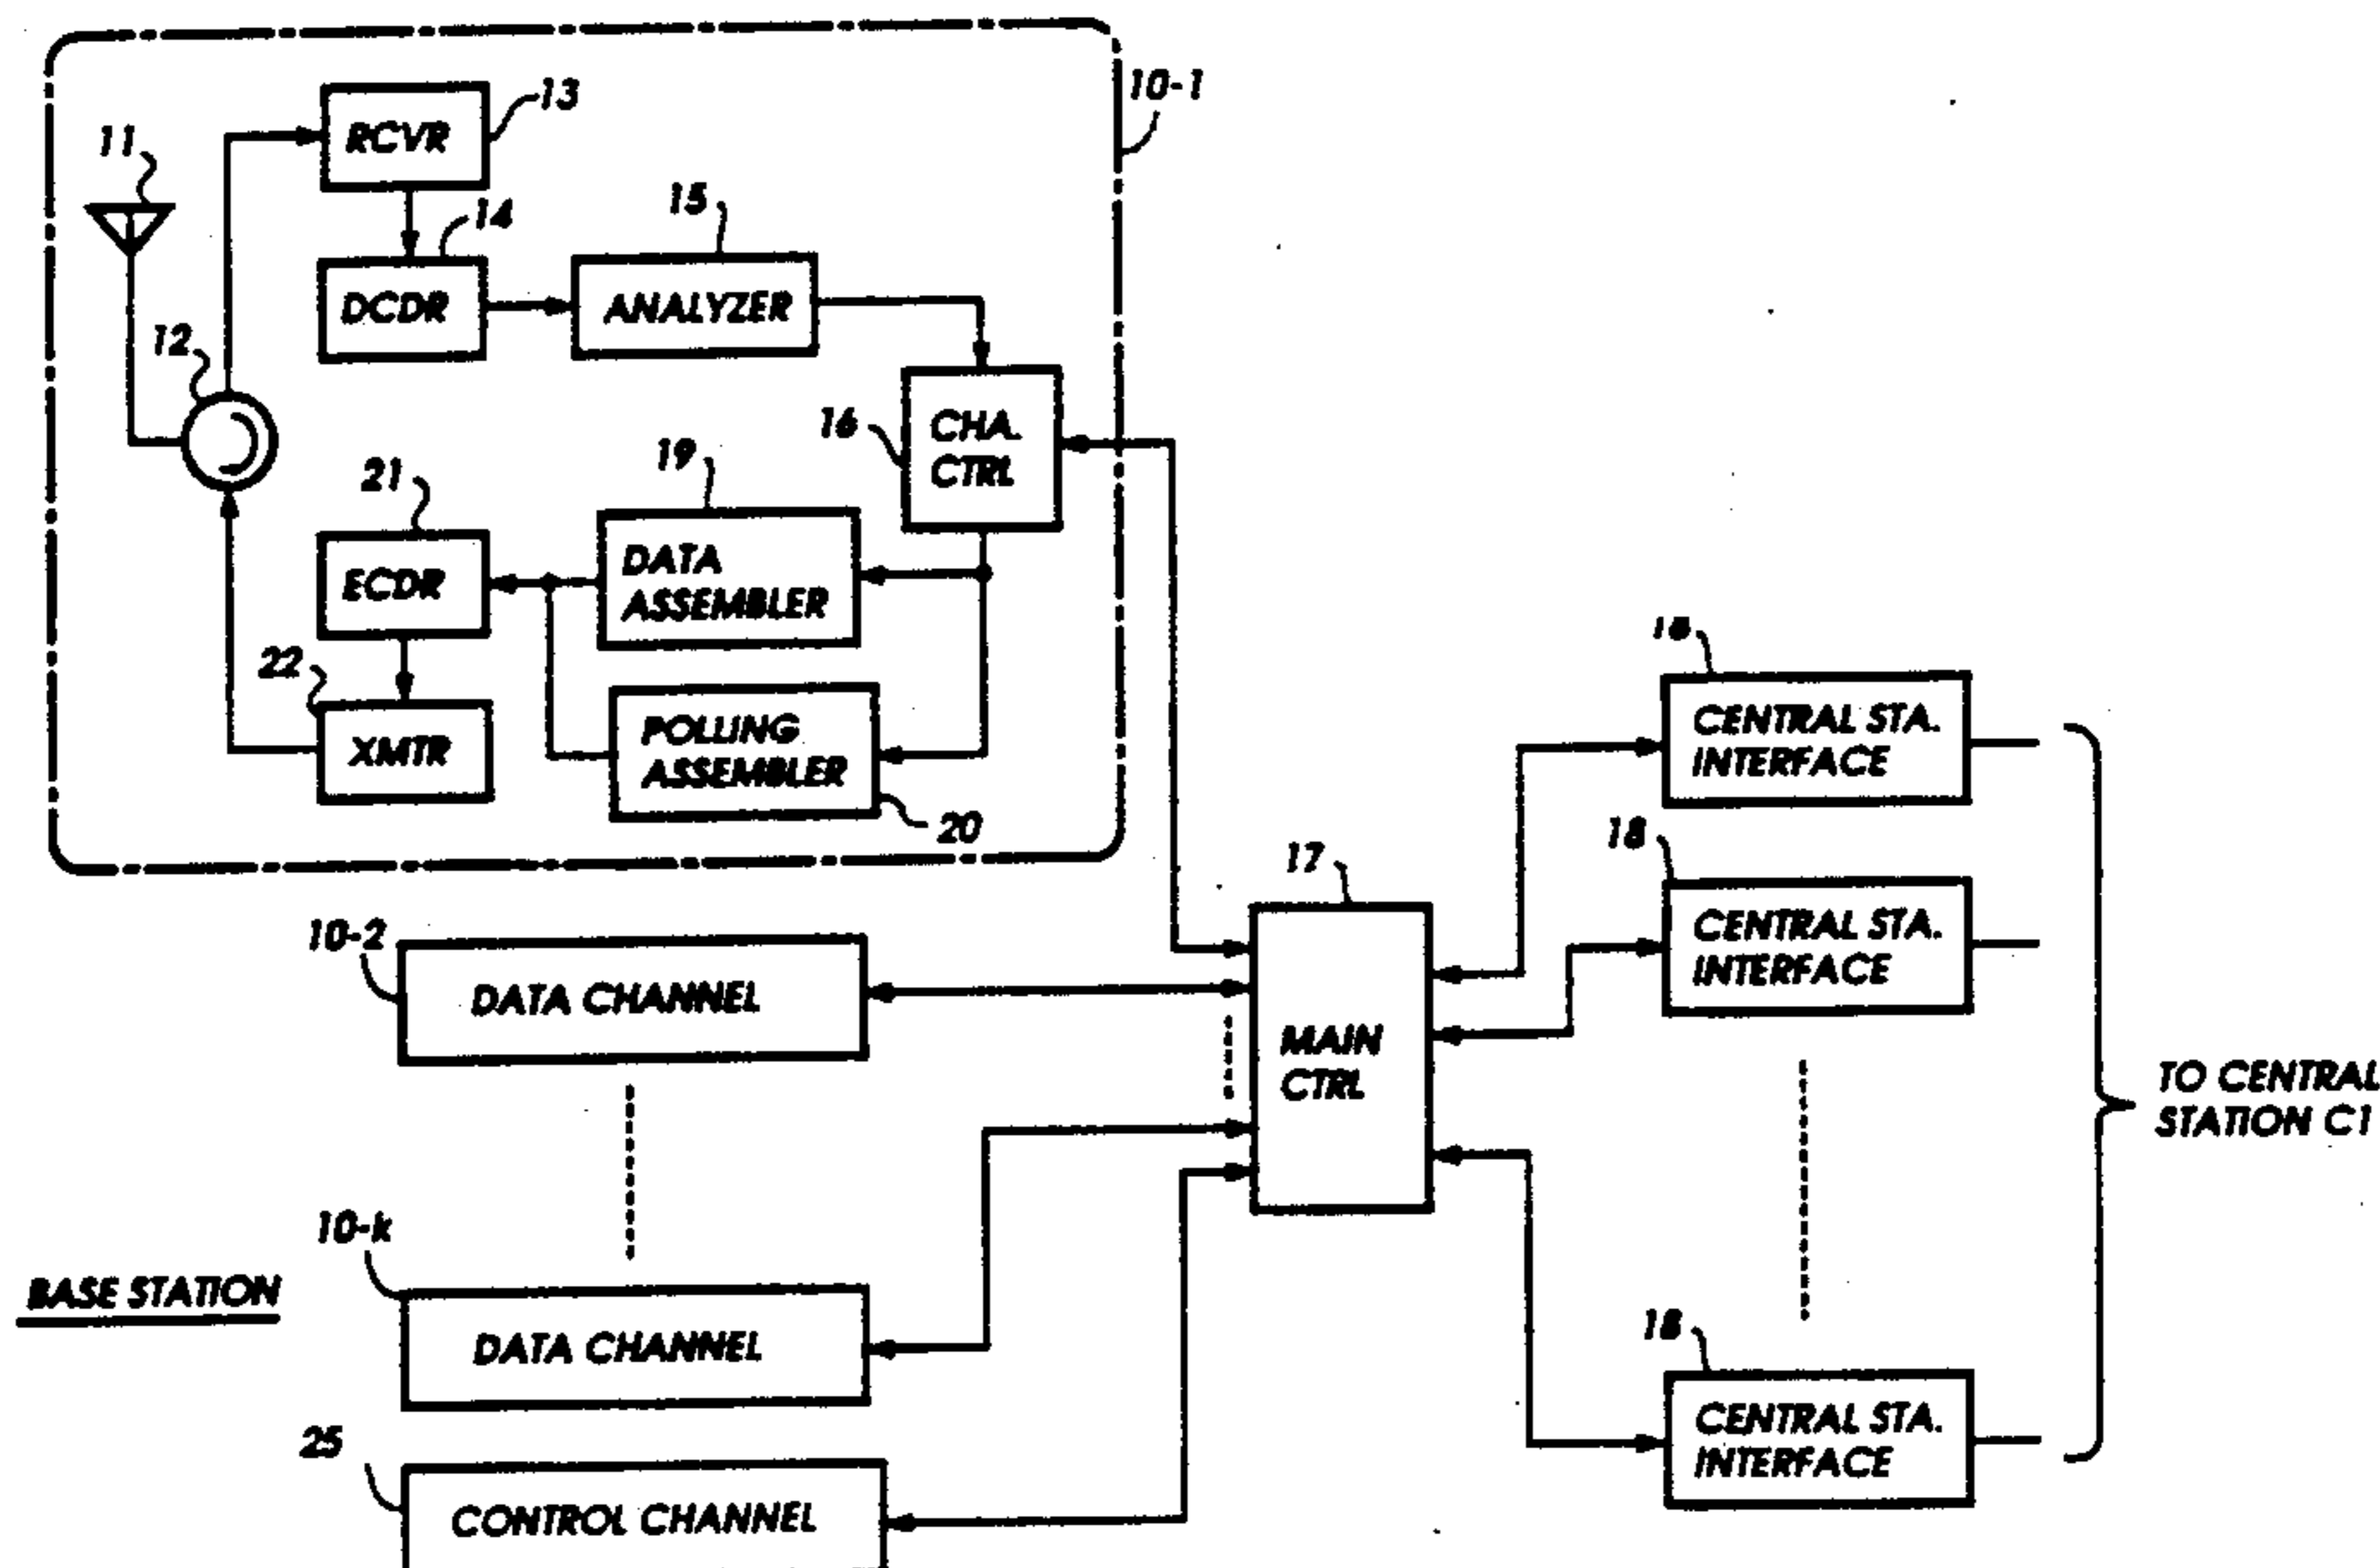 10-1
13
RCVR
11
14
15
DCDR
ANALYZER
12
16
CHA.
CTRL
19
21
DATA
ASSEMBLER
ECDR
22
POLLING
ASSEMBLER
XMTR
20
18
CENTRAL STA.
INTERFACE
18
CENTRAL STA.
INTERFACE
17
10-2
DATA CHANNEL
MAIN
CTRL
TO CENTRAL
STATION C1
10-k
BASE STATION
DATA CHANNEL
18
CENTRAL STA.
INTERFACE
25
CONTROL CHANNEL